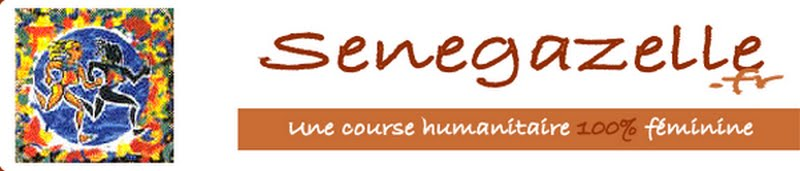 Senegazelle
.fr
une course humanitaire 100% féminine